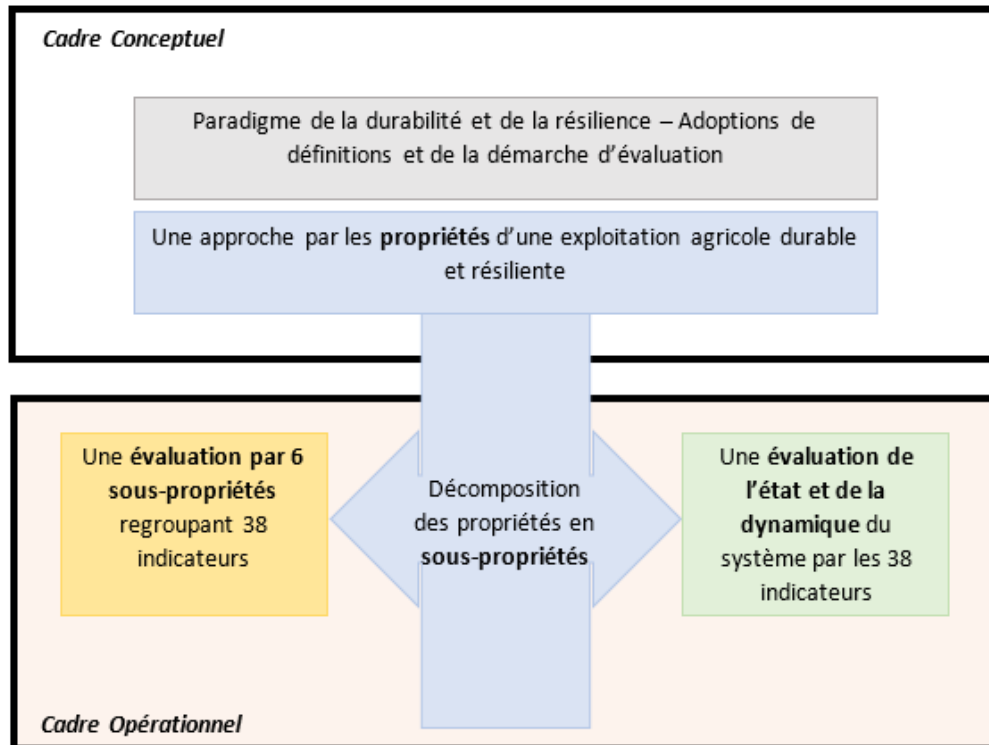 Cadre Conceptuel
Paradigme de la durabilité et de la résilience – Adoptions de
définitions et de la démarche d'évaluation
Une approche par les propriétés d'une exploitation agricole durable
et résiliente
Une évaluation par 6
sous-propriétés
regroupant 38
indicateurs
Décomposition
des propriétés en
sous-propriétés
Une évaluation de
l'état et de la
dynamique du
système par les 38
indicateurs
Cadre Opérationnel